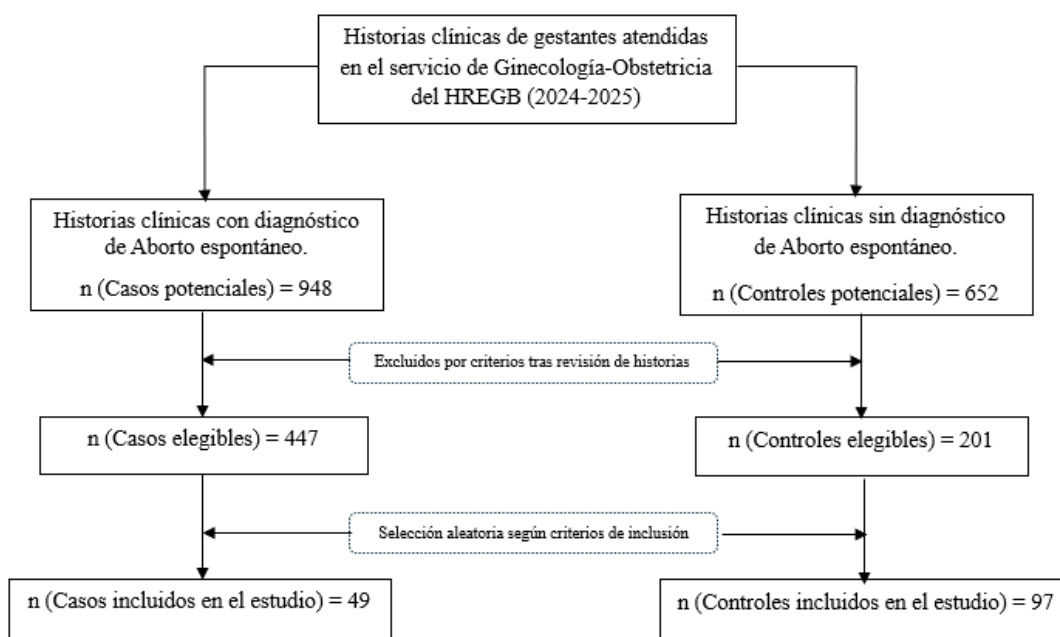 Historias clínicas de gestantes atendidas
en el servicio de Ginecología-Obstetricia
del HREGB (2024-2025)
Historias clínicas con diagnóstico
de Aborto espontáneo.
n (Casos potenciales) = 948
Historias clínicas sin diagnóstico
de Aborto espontáneo.
n (Controles potenciales) = 652
Excluidos por criterios tras revisión de historias
n (Casos elegibles) = 447
n (Controles elegibles) = 201
Selección aleatoria según criterios de inclusión
n (Casos incluidos en el estudio) = 49
n (Controles incluidos en el estudio) = 97